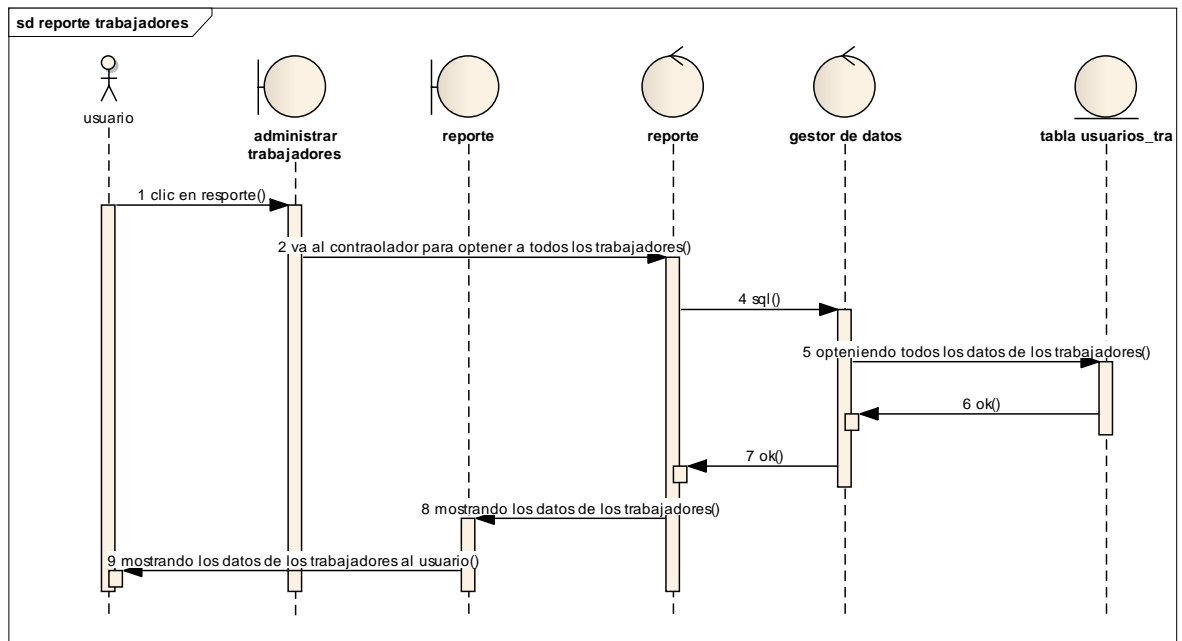 sd reporte trabajadores
usuario
administrar
trabajadores
reporte
reporte
gestor de datos
tabla usuarios_tra
1 clic en resporte()
2 va al contraolador para optener a todos los trabajadores()
4 sql()
5 opteniendo todos los datos de los trabajadores()
6 ok()
7 ok()
8 mostrando los datos de los trabajadores()
9 mostrando los datos de los trabajadores al usuario()